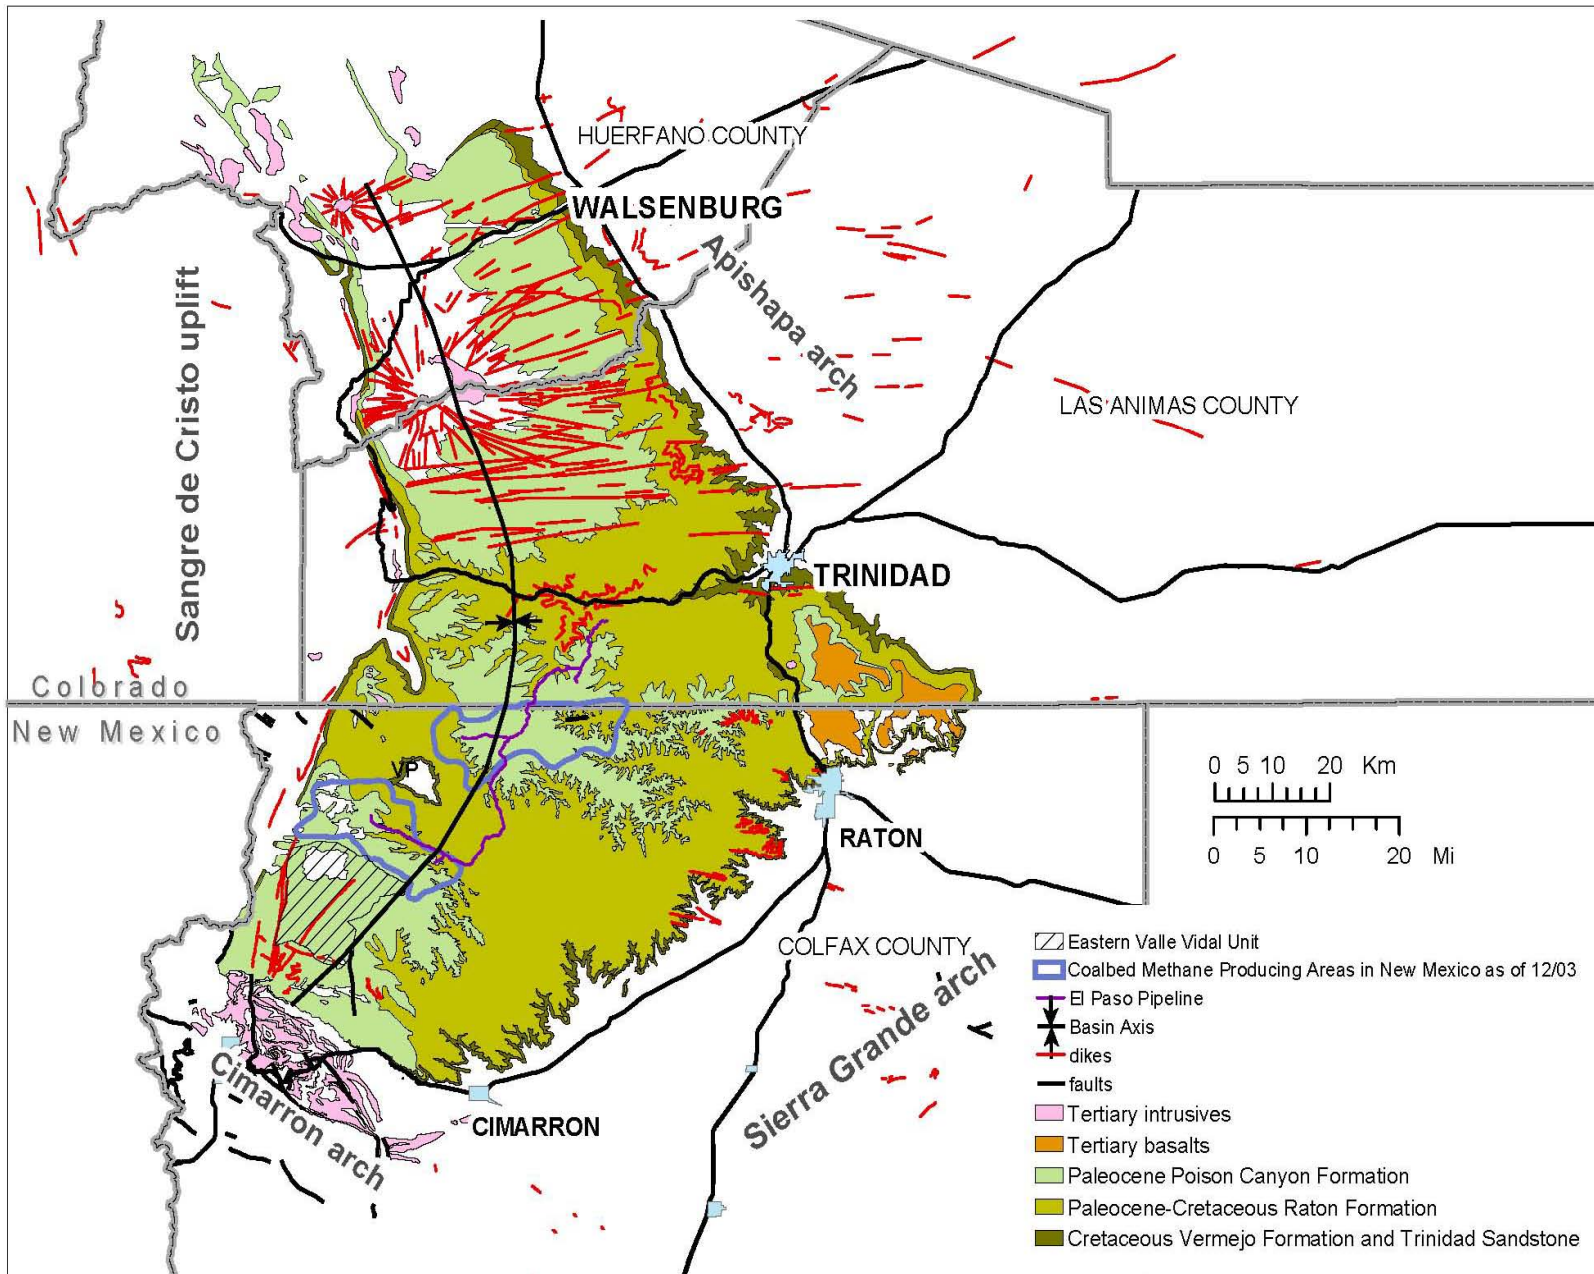 HUERFANO COUNTY
WALSENBURG
Apishapa arch
Sangre de Cristo uplift
LAS ANIMAS COUNTY
TRINIDAD
Colorado
New Mexico
VP
0 5 10 20 Km
0 5 10 20 Mi
RATON
COLFAX COUNTY
Sierra Grande arch
Cimarron arch
CIMARRON
Eastern Valle Vidal Unit
Coalbed Methane Producing Areas in New Mexico as of 12/03
El Paso Pipeline
Basin Axis
dikes
faults
Tertiary intrusives
Tertiary basalts
Paleocene Poison Canyon Formation
Paleocene-Cretaceous Raton Formation
Cretaceous Vermejo Formation and Trinidad Sandstone